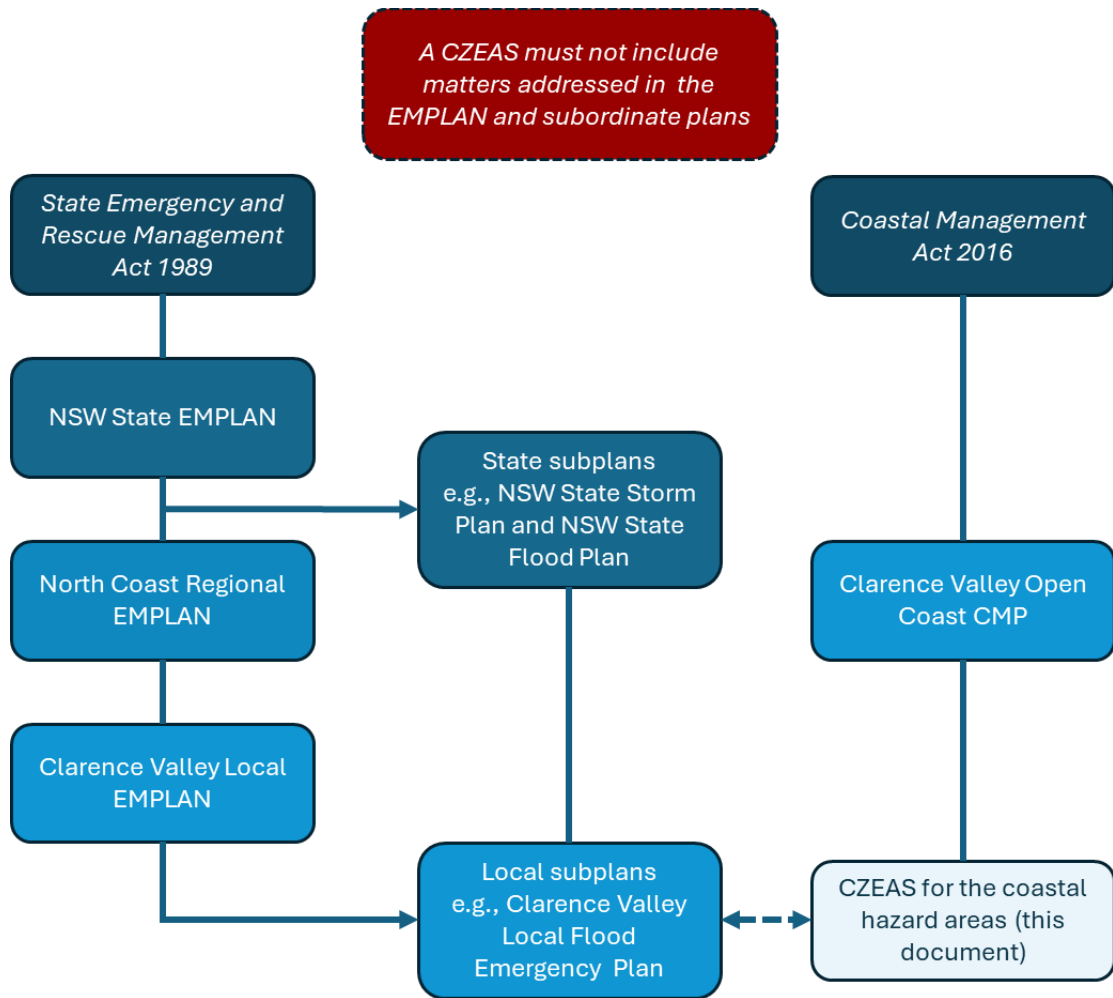 A CZEAS must not include
matters addressed in the
EMPLAN and subordinate plans
State Emergency and
Rescue Management
Act 1989
Coastal Management
Act 2016
NSW State EMPLAN
State subplans
e.g., NSW State Storm
Plan and NSW State
Flood Plan
North Coast Regional
EMPLAN
Clarence Valley Open
Coast CMP
Clarence Valley Local
EMPLAN
Local subplans
e.g., Clarence Valley
Local Flood
Emergency Plan
CZEAS for the coastal
hazard areas (this
document)